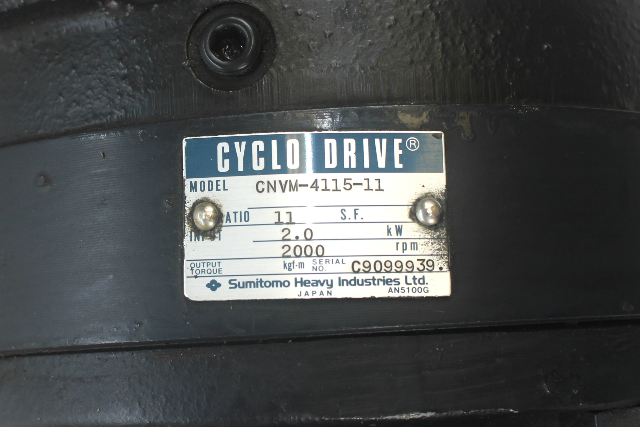 CYCLO DRIVE®
MODEL CNVM-4115-11
RATIO 11 S.F.
INPUT 2.0 kW
2000 rpm
OUTPUT TORQUE kgf-m SERIAL NO. C9099939.
Sumitomo Heavy Industries Ltd.
JAPAN AN5100G